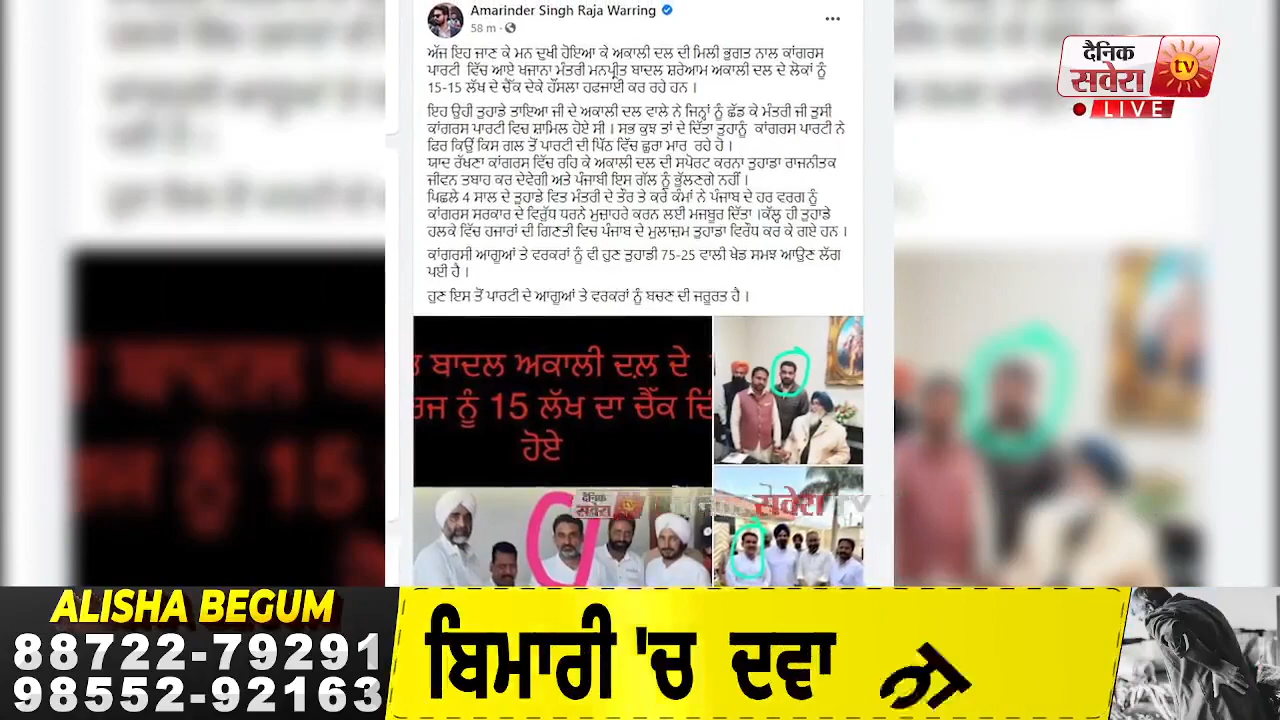 Amarinder Singh Raja Warring
58 m
ਅੱਜ ਇਹ ਜਾਣ ਕੇ ਮਨ ਦੁਖੀ ਹੋਇਆ ਕੇ ਅਕਾਲੀ ਦਲ ਦੀ ਮਿਲੀ ਭੁਗਤ ਨਾਲ ਕਾਂਗਰਸ
ਪਾਰਟੀ ਵਿੱਚ ਆਏ ਖਜਾਨਾ ਮੰਤਰੀ ਮਨਪ੍ਰੀਤ ਬਾਦਲ ਸ਼ਰੇਆਮ ਅਕਾਲੀ ਦਲ ਦੇ ਲੋਕਾਂ ਨੂੰ
15-15 ਲੱਖ ਦੇ ਚੈੱਕ ਦੇਕੇ ਹੌਸਲਾ ਹਫਜਾਈ ਕਰ ਰਹੇ ਹਨ ।
ਇਹ ਉਹੀ ਤੁਹਾਡੇ ਤਾਇਆ ਜੀ ਦੇ ਅਕਾਲੀ ਦਲ ਵਾਲੇ ਨੇ ਜਿਨ੍ਹਾਂ ਨੂੰ ਛੱਡ ਕੇ ਮੰਤਰੀ ਜੀ ਤੁਸੀ
ਕਾਂਗਰਸ ਪਾਰਟੀ ਵਿਚ ਸ਼ਾਮਿਲ ਹੋਏ ਸੀ । ਸਭ ਕੁਝ ਤਾਂ ਦੇ ਦਿੱਤਾ ਤੁਹਾਨੂੰ ਕਾਂਗਰਸ ਪਾਰਟੀ ਨੇ
ਫਿਰ ਕਿਉਂ ਕਿਸ ਗਲ ਤੋਂ ਪਾਰਟੀ ਦੀ ਪਿੱਠ ਵਿੱਚ ਛੁਰਾ ਮਾਰ ਰਹੇ ਹੋ ।
ਯਾਦ ਰੱਖਣਾ ਕਾਂਗਰਸ ਵਿੱਚ ਰਹਿ ਕੇ ਅਕਾਲੀ ਦਲ ਦੀ ਸਪੋਰਟ ਕਰਨਾ ਤੁਹਾਡਾ ਰਾਜਨੀਤਕ
ਜੀਵਨ ਤਬਾਹ ਕਰ ਦੇਵੇਗੀ ਅਤੇ ਪੰਜਾਬੀ ਇਸ ਗੱਲ ਨੂੰ ਭੁੱਲਣਗੇ ਨਹੀਂ ।
ਪਿਛਲੇ 4 ਸਾਲ ਦੇ ਤੁਹਾਡੇ ਵਿਤ ਮੰਤਰੀ ਦੇ ਤੌਰ ਤੇ ਕਰੇ ਕੰਮਾਂ ਨੇ ਪੰਜਾਬ ਦੇ ਹਰ ਵਰਗ ਨੂੰ
ਕਾਂਗਰਸ ਸਰਕਾਰ ਦੇ ਵਿਰੁੱਧ ਧਰਨੇ ਮੁਜ਼ਾਹਰੇ ਕਰਨ ਲਈ ਮਜਬੂਰ ਦਿੱਤਾ ।ਕੱਲ੍ਹ ਹੀ ਤੁਹਾਡੇ
ਹਲਕੇ ਵਿੱਚ ਹਜਾਰਾਂ ਦੀ ਗਿਣਤੀ ਵਿਚ ਪੰਜਾਬ ਦੇ ਮੁਲਾਜ਼ਮ ਤੁਹਾਡਾ ਵਿਰੋਧ ਕਰ ਕੇ ਗਏ ਹਨ ।
ਕਾਂਗਰਸੀ ਆਗੂਆਂ ਤੇ ਵਰਕਰਾਂ ਨੂੰ ਵੀ ਹੁਣ ਤੁਹਾਡੀ 75-25 ਵਾਲੀ ਖੇਡ ਸਮਝ ਆਉਣ ਲੱਗ
ਪਈ ਹੈ ।
ਹੁਣ ਇਸ ਤੋਂ ਪਾਰਟੀ ਦੇ ਆਗੂਆਂ ਤੇ ਵਰਕਰਾਂ ਨੂੰ ਬਚਣ ਦੀ ਜਰੂਰਤ ਹੈ ।
ਬਾਦਲ ਅਕਾਲੀ ਦਲ ਦੇ
ਨੂੰ 15 ਲੱਖ ਦਾ ਚੈੱਕ
ਹੋਏ
ਦੈਨਿਕ
ਸਵੇਰਾ tv
LIVE
ਦੈਨਿਕ
ਸਵੇਰਾ
ਸਵੇਰਾ TV
ALISHA BEGUM
88722-79291
98552-92163
ਬਿਮਾਰੀ 'ਚ ਦਵਾ